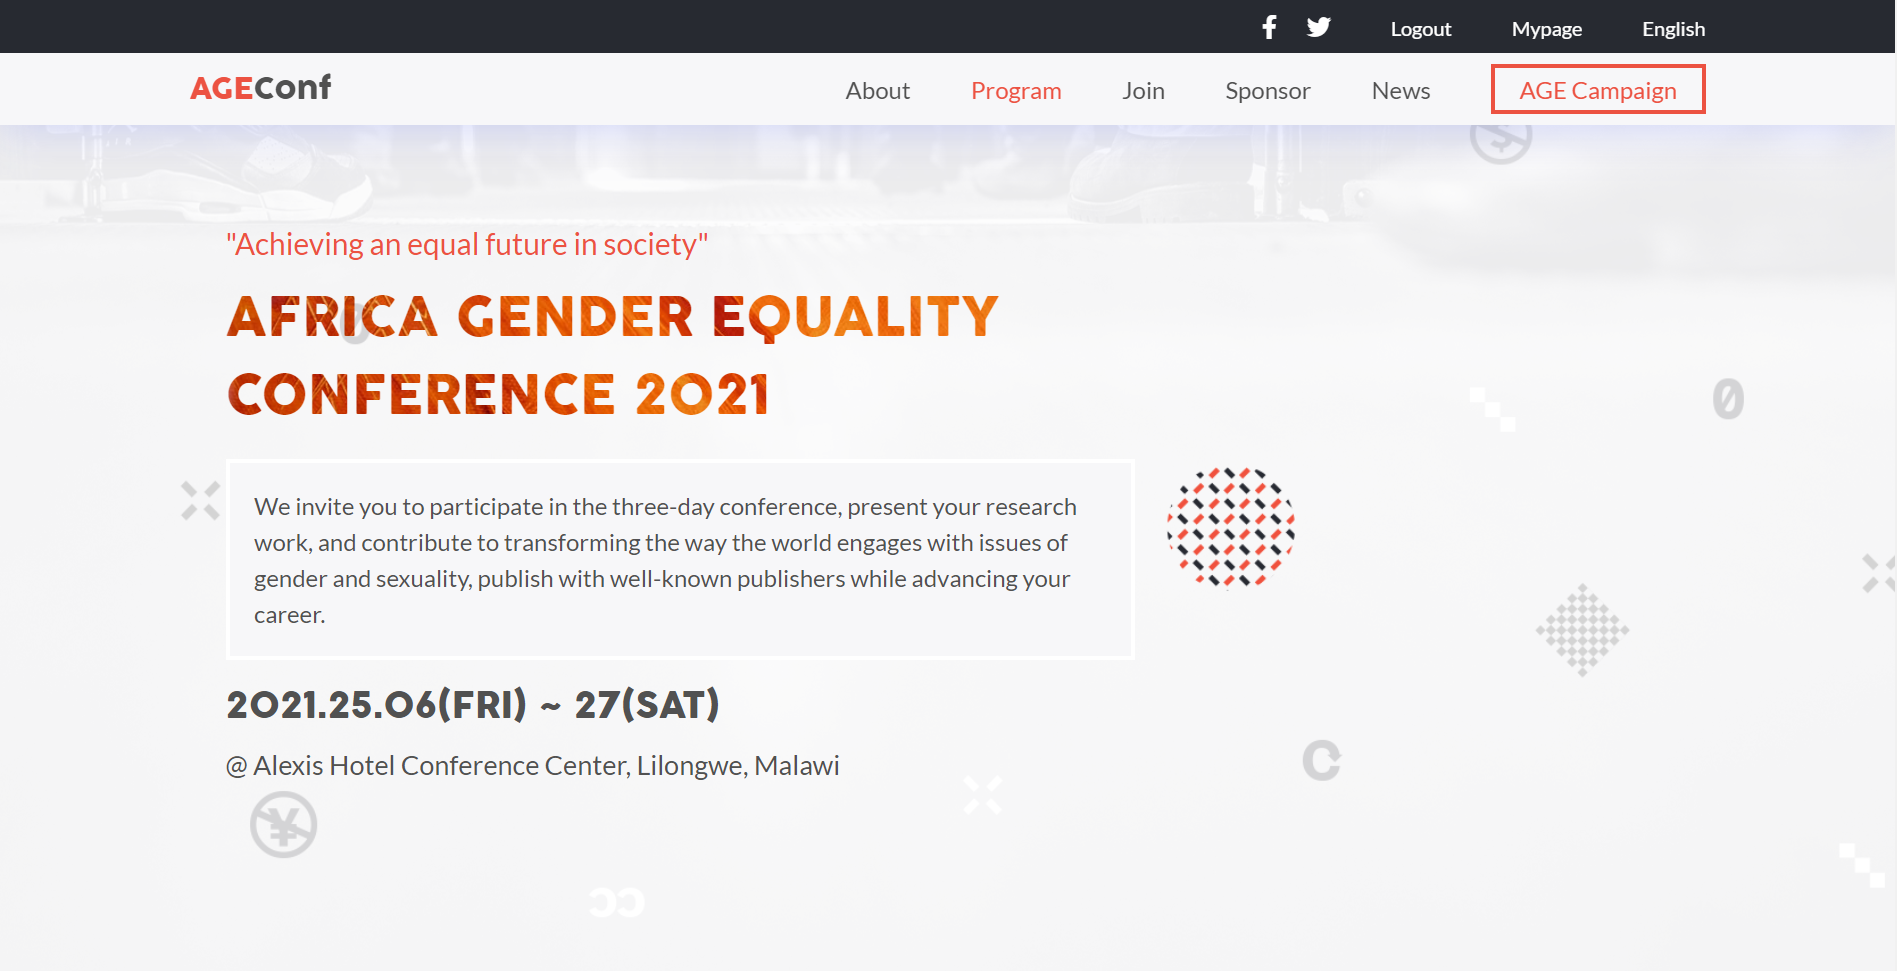 Logout Mypage English
AGEConf About Program Join Sponsor News AGE Campaign
"Achieving an equal future in society"
AFRICA GENDER EQUALITY
CONFERENCE 2021
We invite you to participate in the three-day conference, present your research
work, and contribute to transforming the way the world engages with issues of
gender and sexuality, publish with well-known publishers while advancing your
career.
2021.25.06(FRI) ~ 27(SAT)
@ Alexis Hotel Conference Center, Lilongwe, Malawi